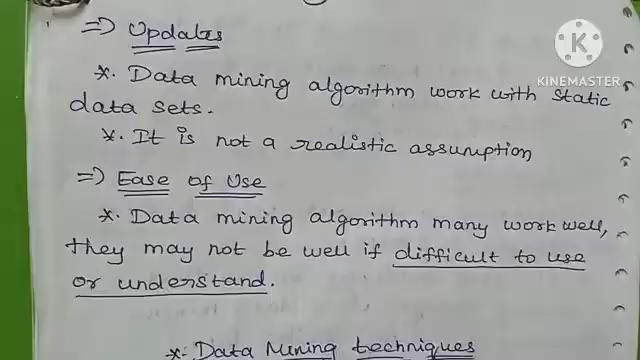 => Updates
*. Data mining algorithm work with static
data sets.
*. It is not a realistic assumption
=> Ease of Use
*. Data mining algorithm many work well,
they may not be well if difficult to use
or understand.
*. Data Mining techniques
KINEMASTER